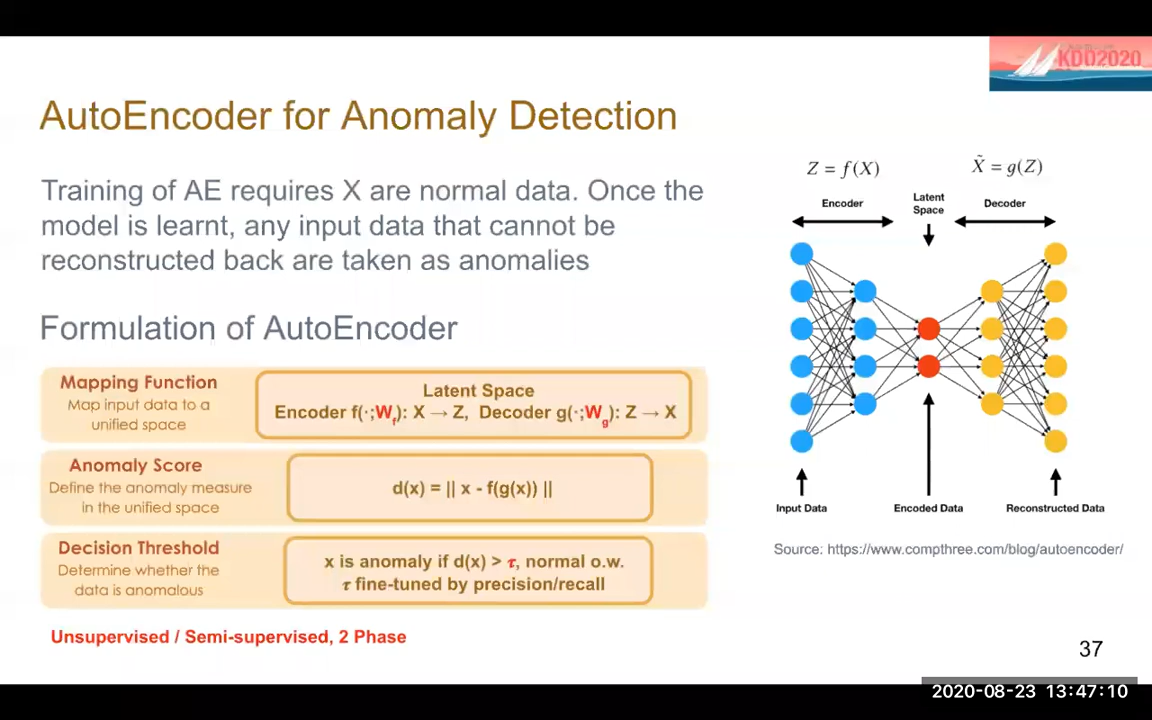 KDD2020
AutoEncoder for Anomaly Detection
Training of AE requires X are normal data. Once the
model is learnt, any input data that cannot be
reconstructed back are taken as anomalies
Formulation of AutoEncoder
Mapping Function
Map input data to a
unified space
Latent Space
Encoder f(·;W_f): X → Z, Decoder g(·;W_g): Z → X
Anomaly Score
Define the anomaly measure
in the unified space
d(x) = || x - f(g(x)) ||
Decision Threshold
Determine whether the
data is anomalous
x is anomaly if d(x) > τ, normal o.w.
τ fine-tuned by precision/recall
Unsupervised / Semi-supervised, 2 Phase
Z = f(X)
X̃ = g(Z)
Encoder
Latent
Space
Decoder
Input Data
Encoded Data
Reconstructed Data
Source: https://www.compthree.com/blog/autoencoder/
37
2020-08-23 13:47:10